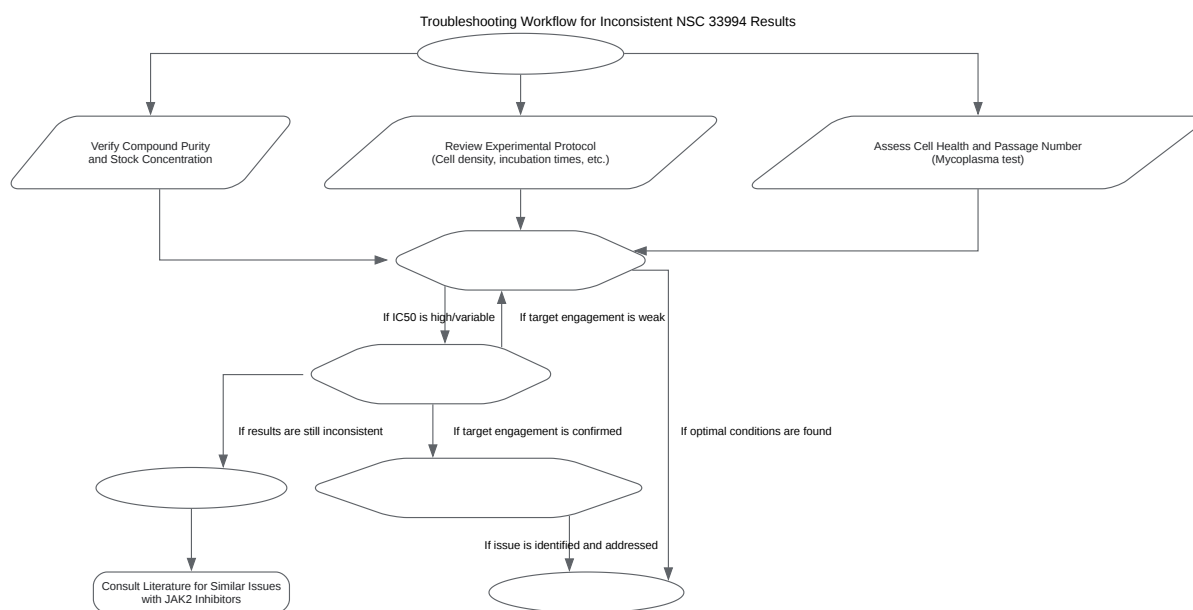 Troubleshooting Workflow for Inconsistent NSC 33994 Results
Verify Compound Purity
and Stock Concentration
Review Experimental Protocol
(Cell density, incubation times, etc.)
Assess Cell Health and Passage Number
(Mycoplasma test)
If IC50 is high/variable
If target engagement is weak
If results are still inconsistent
If target engagement is confirmed
If optimal conditions are found
If issue is identified and addressed
Consult Literature for Similar Issues
with JAK2 Inhibitors